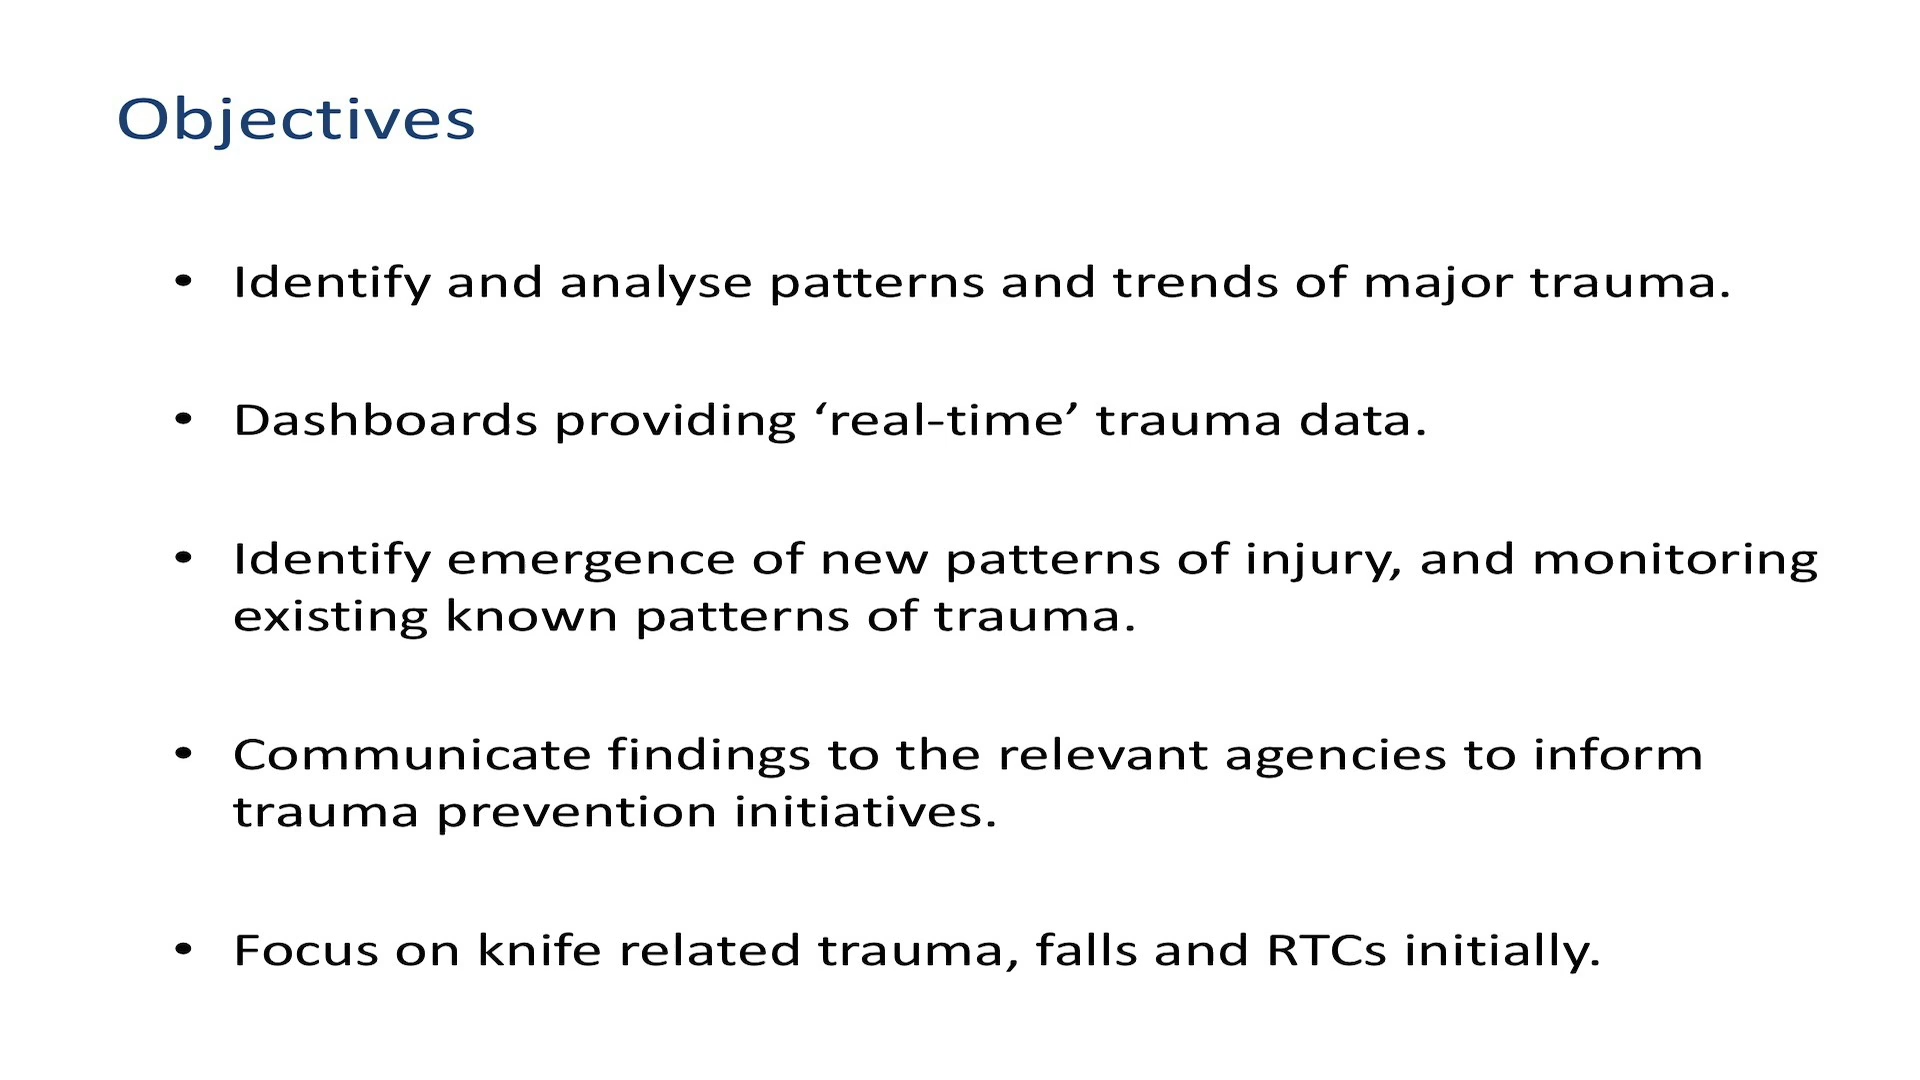 Objectives
• Identify and analyse patterns and trends of major trauma.
• Dashboards providing ‘real-time’ trauma data.
• Identify emergence of new patterns of injury, and monitoring
existing known patterns of trauma.
• Communicate findings to the relevant agencies to inform
trauma prevention initiatives.
• Focus on knife related trauma, falls and RTCs initially.